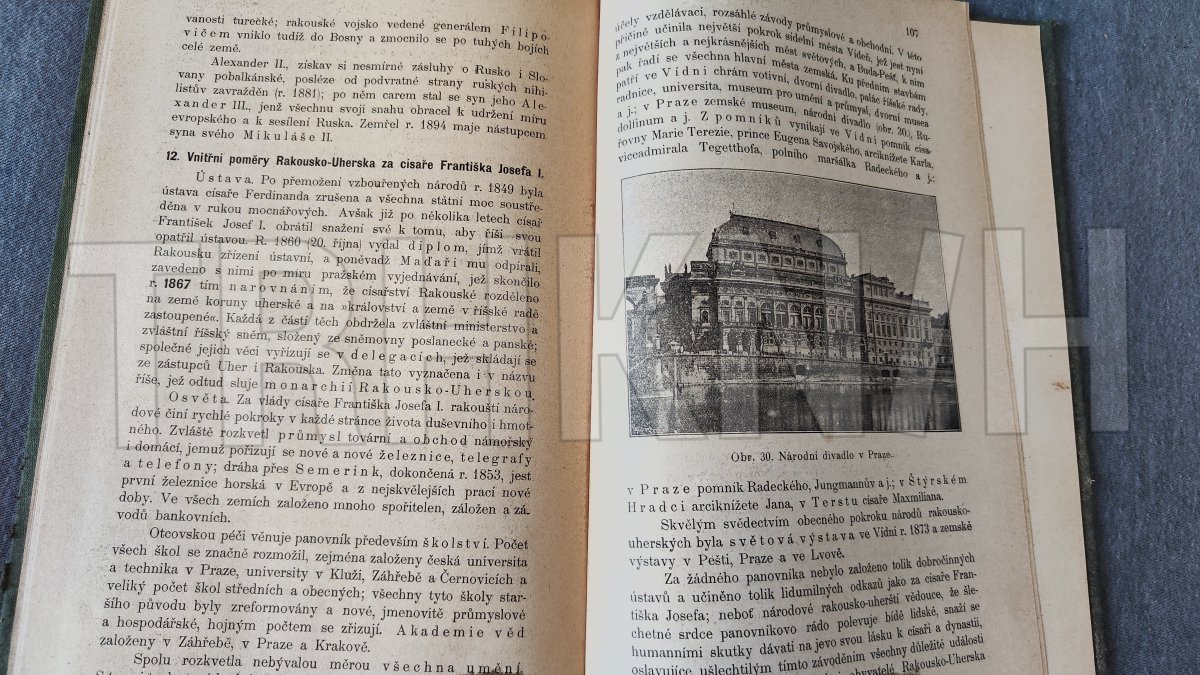 vanosti turecké; rakouské vojsko vedené generálem Filipo-
vičem vniklo tudíž do Bosny a zmocnilo se po tuhých bojích
celé země.
Alexander II., získav si nesmírné zásluhy o Rusko i Slo-
vany pobalkánské, posléze od podvratné strany ruských nihi-
listův zavražděn (r. 1881); po něm carem stal se syn jeho Ale-
xander III., jenž všechnu svoji snahu obracel k udržení míru
evropského a k sesílení Ruska. Zemřel r. 1894 maje nástupcem
syna svého Mikuláše II.
12. Vnitřní poměry Rakousko-Uherska za císaře Františka Josefa I.
Ústava. Po přemožení vzbouřených národů r. 1849 byla
ústava císaře Ferdinanda zrušena a všechna státní moc soustře-
děna v rukou mocnářových. Avšak již po několika letech císař
František Josef I. obrátil snažení své k tomu, aby říši svou
opatřil ústavou. R. 1860 (20. října) vydal diplom, jímž vrátil
Rakousku zřízení ústavní, a poněvadž Maďaři mu odpírali,
zavedeno s nimi po míru pražském vyjednávání, jež skončilo
r. 1867 tím narovnáním, že císařství Rakouské rozděleno
na země koruny uherské a na »království a země v říšské radě
zastoupené«. Každá z částí těch obdržela zvláštní ministerstvo a
zvláštní říšský sněm, složený ze sněmovny poslanecké a panské;
společné jejich věci vyřizují se v delegacích, jež skládají se
ze zástupců Uher i Rakouska. Změna tato vyznačena i v názvu
říše, jež odtud sluje monarchií Rakousko-Uherskou.
Osvěta. Za vlády císaře Františka Josefa I. rakouští náro-
dové činí rychlé pokroky v každé stránce života duševního i hmot-
ného. Zvláště rozkvetl průmysl tovární a obchod námořský
i domácí, jemuž pořizují se nové a nové železnice, telegrafy
a telefony; dráha přes Semerink, dokončená r. 1853, jest
první železnice horská v Evropě a z nejskvělejších prací nové
doby. Ve všech zemích založeno mnoho spořitelen, záložen a zá-
vodů bankovních.
Otcovskou péči věnuje panovník především školství. Počet
všech škol se značně rozmožil, zejména založeny česká universita
a technika v Praze, university v Kluži, Záhřebě a Černovicích a
veliký počet škol středních a obecných; všechny tyto školy star-
šího původu byly zreformovány a nové, jmenovitě průmyslové
a hospodářské, hojným počtem se zřizují. Akademie věd
založeny v Záhřebě, v Praze a Krakově.
Spolu rozkvetla nebývalou měrou všechna umění.
107
účely vzdělávací, rozsáhlé závody průmyslové a obchodní. V této
příčině učinila největší pokrok sídelní města Vídeň, jež jest nyní
z největších a nejkrásnějších měst světových, a Buda-Pešť, k nim
pak řadí se všechna hlavní města zemská. Ku předním stavbám
patří ve Vídni chrám votivní, dvorní divadlo, palác říšské rady,
radnice, universita, museum pro umění a průmysl, dvorní musea
a j.; v Praze zemské museum, národní divadlo (obr. 30.), Ru-
dolfinum a j. Z pomníků vynikají ve Vídni pomník císa-
řovny Marie Terezie, prince Eugena Savojského, arciknížete Karla,
viceadmirala Tegetthofa, polního maršálka Radeckého a j.;
Obr. 30. Národní divadlo v Praze.
v Praze pomník Radeckého, Jungmannův a j.; v Štýrském
Hradci arciknížete Jana, v Terstu císaře Maxmiliana.
Skvělým svědectvím obecného pokroku národů rakousko-
uherských byla světová výstava ve Vídni r. 1873 a zemské
výstavy v Pešti, Praze a ve Lvově.
Za žádného panovníka nebylo založeno tolik dobročinných
ústavů a učiněno tolik lidumilných odkazů jako za císaře Fran-
tiška Josefa; neboť národové rakousko-uherští vědouce, že šle-
chetné srdce panovníkovo rádo polevuje bídě lidské, snaží se
humanními skutky dávati na jevo svou lásku k císaři a dynastii,
oslavujíce ušlechtilým tímto závoděním všechny důležité události
obyvatelů Rakousko-Uherska